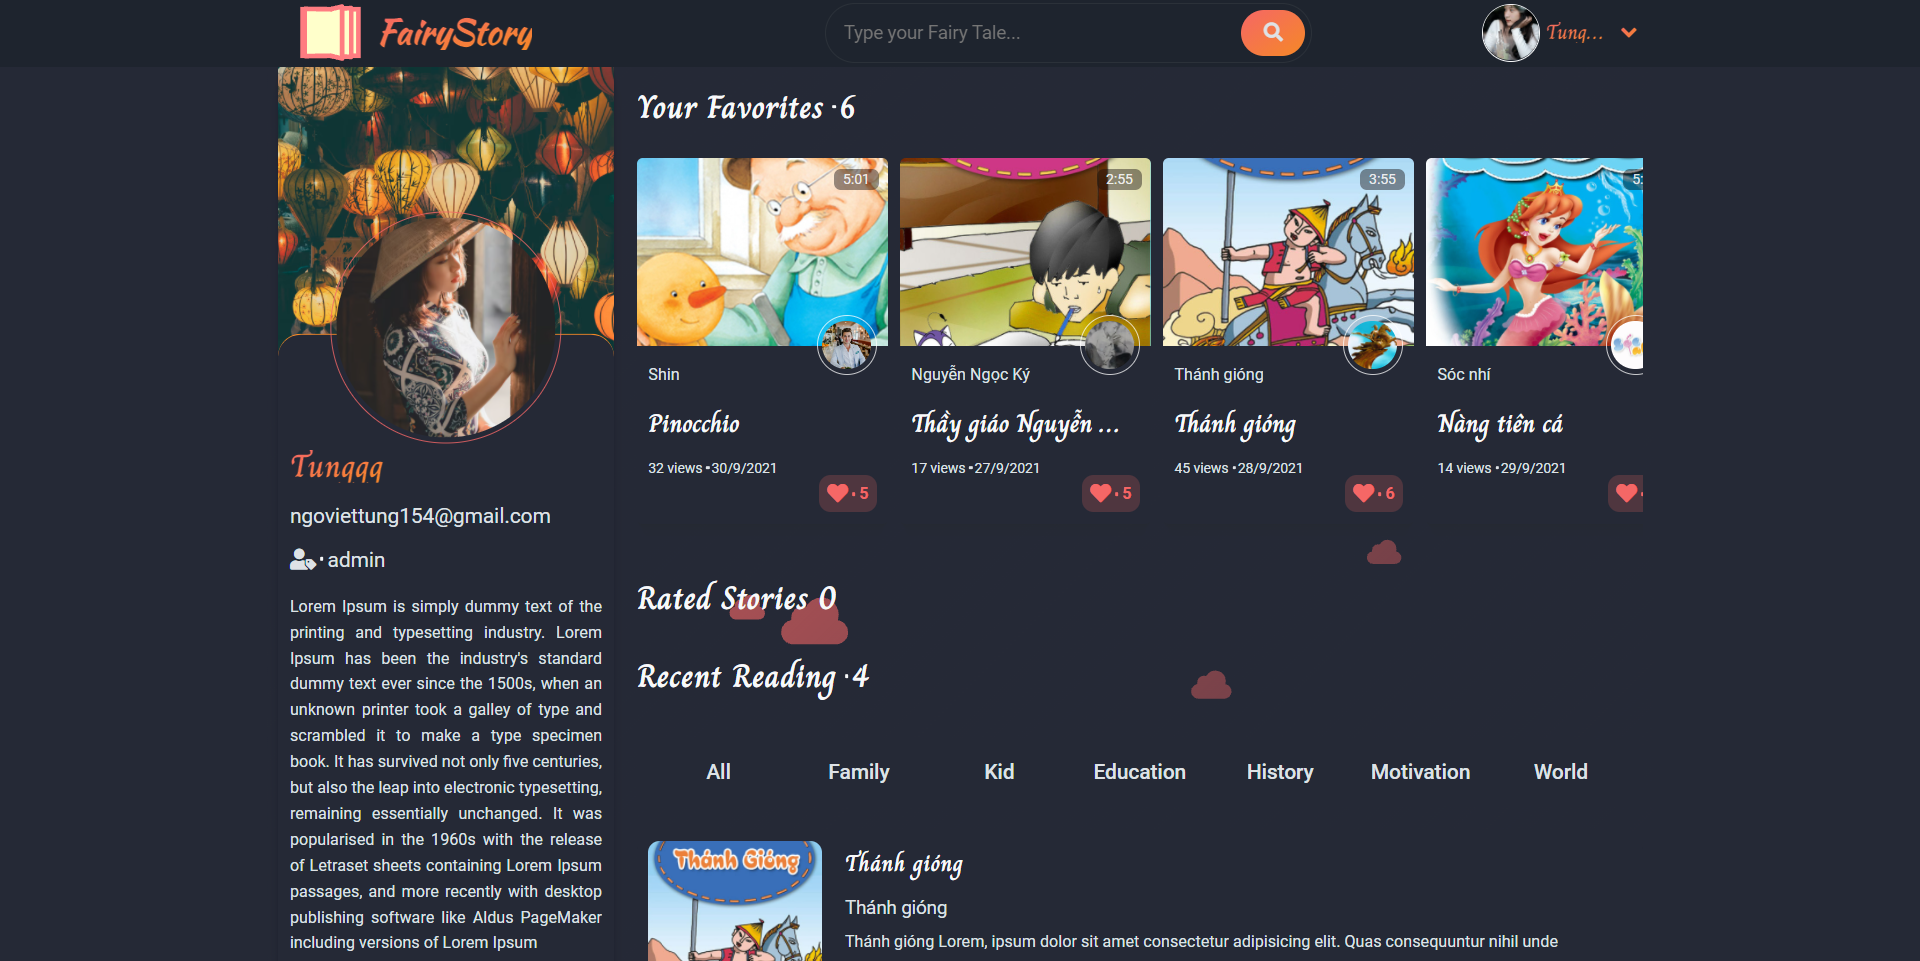 FairyStory
Type your Fairy Tale...
Tunq...
Tunqqq
ngoviettung154@gmail.com
· admin
Lorem Ipsum is simply dummy text of the
printing and typesetting industry. Lorem
Ipsum has been the industry's standard
dummy text ever since the 1500s, when an
unknown printer took a galley of type and
scrambled it to make a type specimen
book. It has survived not only five centuries,
but also the leap into electronic typesetting,
remaining essentially unchanged. It was
popularised in the 1960s with the release
of Letraset sheets containing Lorem Ipsum
passages, and more recently with desktop
publishing software like Aldus PageMaker
including versions of Lorem Ipsum
Your Favorites · 6
5:01
Shin
Pinocchio
32 views • 30/9/2021
· 5
2:55
Nguyễn Ngọc Ký
Thầy giáo Nguyễn ...
17 views • 27/9/2021
· 5
3:55
Thánh gióng
Thánh gióng
45 views • 28/9/2021
· 6
5:
Sóc nhí
Nàng tiên cá
14 views • 29/9/2021
Rated Stories 0
Recent Reading · 4
All Family Kid Education History Motivation World
Thánh Gióng
Thánh gióng
Thánh gióng
Thánh gióng Lorem, ipsum dolor sit amet consectetur adipisicing elit. Quas consequuntur nihil unde